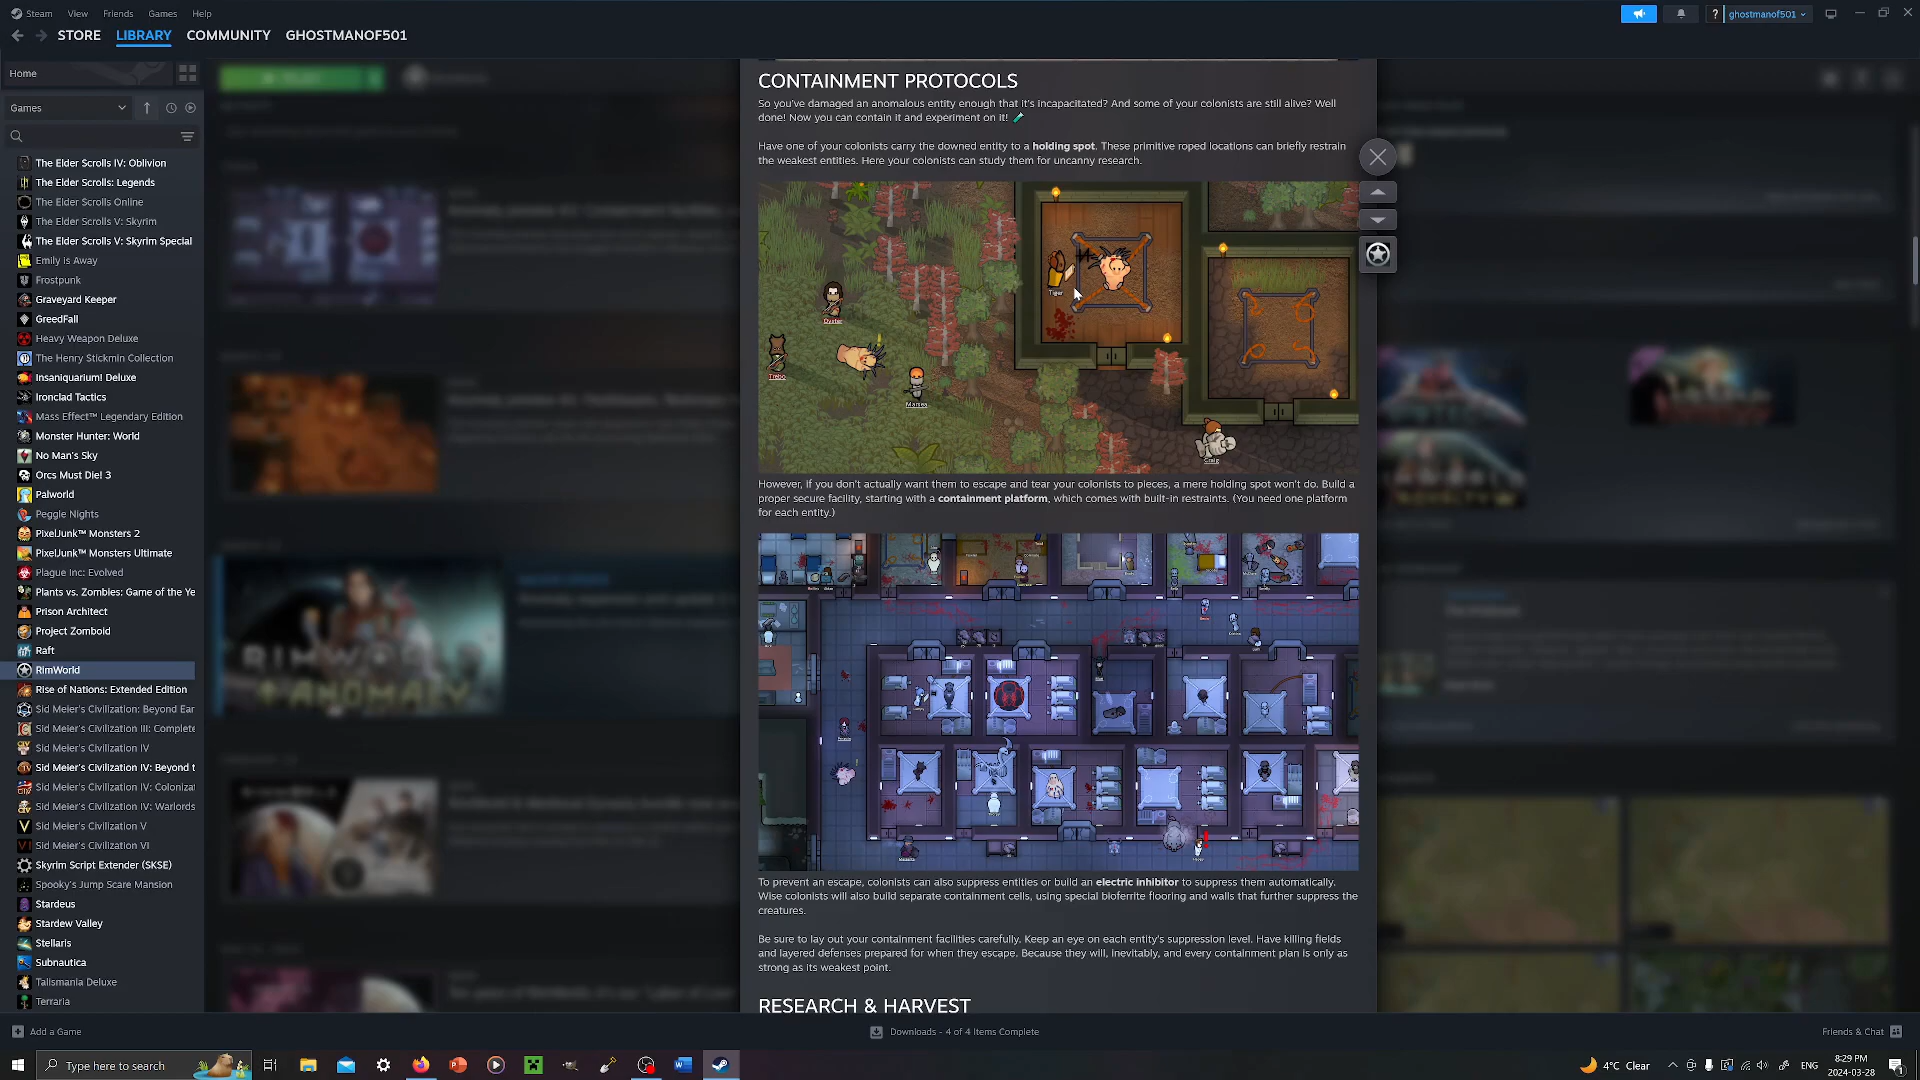 Steam View Friends Games Help
? ghostmanof501
STORE LIBRARY COMMUNITY GHOSTMANOF501
Home
Games
The Elder Scrolls IV: Oblivion
The Elder Scrolls: Legends
The Elder Scrolls Online
The Elder Scrolls V: Skyrim
The Elder Scrolls V: Skyrim Special
Emily is Away
Frostpunk
Graveyard Keeper
GreedFall
Heavy Weapon Deluxe
The Henry Stickmin Collection
Insaniquarium! Deluxe
Ironclad Tactics
Mass Effect™ Legendary Edition
Monster Hunter: World
No Man's Sky
Orcs Must Die! 3
Palworld
Peggle Nights
PixelJunk™ Monsters 2
PixelJunk™ Monsters Ultimate
Plague Inc: Evolved
Plants vs. Zombies: Game of the Ye
Prison Architect
Project Zomboid
Raft
RimWorld
Rise of Nations: Extended Edition
Sid Meier's Civilization: Beyond Ear
Sid Meier's Civilization III: Complete
Sid Meier's Civilization IV
Sid Meier's Civilization IV: Beyond t
Sid Meier's Civilization IV: Colonizat
Sid Meier's Civilization IV: Warlords
Sid Meier's Civilization V
Sid Meier's Civilization VI
Skyrim Script Extender (SKSE)
Spooky's Jump Scare Mansion
Stardeus
Stardew Valley
Stellaris
Subnautica
Talismania Deluxe
Terraria
RIMWORLD
ANOMALY
CONTAINMENT PROTOCOLS
So you've damaged an anomalous entity enough that it's incapacitated? And some of your colonists are still alive? Well
done! Now you can contain it and experiment on it!
Have one of your colonists carry the downed entity to a holding spot. These primitive roped locations can briefly restrain
the weakest entities. Here your colonists can study them for uncanny research.
Tiger
Oyster
Trebo
Marsea
Craig
However, if you don't actually want them to escape and tear your colonists to pieces, a mere holding spot won't do. Build a
proper secure facility, starting with a containment platform, which comes with built-in restraints. (You need one platform
for each entity.)
To prevent an escape, colonists can also suppress entities or build an electric inhibitor to suppress them automatically.
Wise colonists will also build separate containment cells, using special bioferrite flooring and walls that further suppress the
creatures.
Be sure to lay out your containment facilities carefully. Keep an eye on each entity's suppression level. Have killing fields
and layered defenses prepared for when they escape. Because they will, inevitably, and every containment plan is only as
strong as its weakest point.
RESEARCH & HARVEST
Add a Game
Downloads - 4 of 4 Items Complete
Friends & Chat
Type here to search
4°C Clear
ENG
8:29 PM
2024-03-28